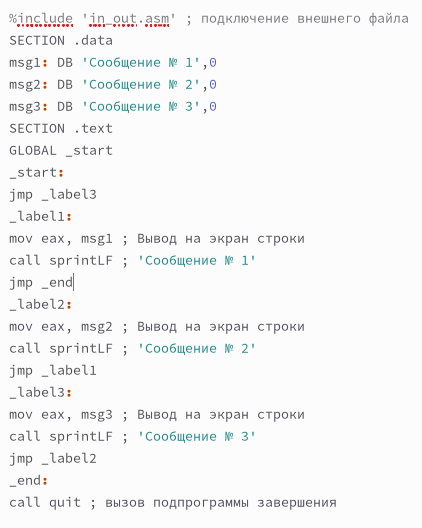 %include 'in_out.asm' ; подключение внешнего файла
SECTION .data
msg1: DB 'Сообщение № 1',0
msg2: DB 'Сообщение № 2',0
msg3: DB 'Сообщение № 3',0
SECTION .text
GLOBAL _start
_start:
jmp _label3
_label1:
mov eax, msg1 ; Вывод на экран строки
call sprintLF ; 'Сообщение № 1'
jmp _end
_label2:
mov eax, msg2 ; Вывод на экран строки
call sprintLF ; 'Сообщение № 2'
jmp _label1
_label3:
mov eax, msg3 ; Вывод на экран строки
call sprintLF ; 'Сообщение № 3'
jmp _label2
_end:
call quit ; вызов подпрограммы завершения